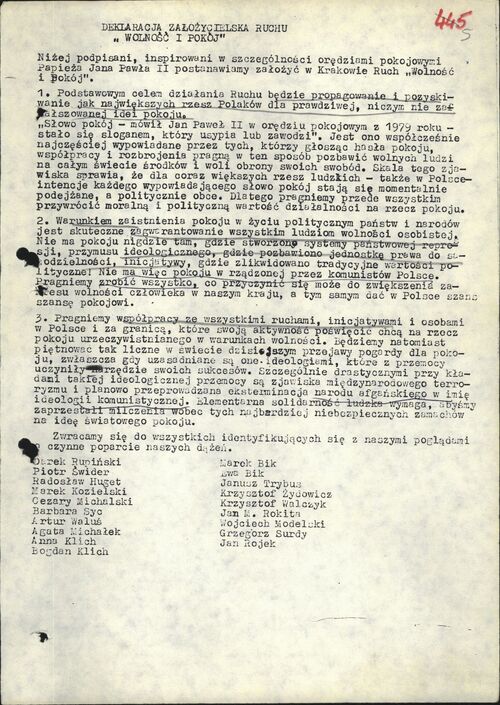 445
5
DEKLARACJA ZAŁOŻYCIELSKA RUCHU
„ WOLNOŚĆ I POKÓJ"
Niżej podpisani, inspirowani w szczególności orędziami pokojowymi
Papieża Jana Pawła II postanawiamy założyć w Krakowie Ruch „Wolność
i Pokój".
1. Podstawowym celem działania Ruchu będzie propagowanie i pozyski-
wanie jak największych rzesz Polaków dla prawdziwej, niczym nie zaf
fałszowanej idei pokoju.
„Słowo pokój – mówił Jan Paweł II w orędziu pokojowym z 1979 roku –
stało się sloganem, który usypia lub zawodzi". Jest ono współcześnie
najczęściej wypowiadane przez tych, którzy głosząc hasła pokoju,
współpracy i rozbrojenia pragną w ten sposób pozbawić wolnych ludzi
na całym świecie środków i woli obrony swoich swobód. Skala tego zja-
wiska sprawia, że dla coraz większych rzesz ludzkich – także w Polsce-
intencje każdego wypowiadającego słowo pokój stają się momentalnie
podejżane, a politycznie obce. Dlatego pragniemy przede wszystkim
przywrócić moralną i polityczną wartość działalności na rzecz pokoju.
2. Warunkiem zaistnienia pokoju w życiu politycznym państw i narodów
jest skuteczne zagwarantowanie wszystkim ludziom wolności osobistej.
Nie ma pokoju nigdzie tam, gdzie stworzono systemy państwowej repre-
sji, przymusu ideologicznego, gdzie pozbawiono jednostkę prawa do sa-
modzielności, inicjatywy, gdzie zlikwidowano tradycyjne wartości po-
lityczne! Nie ma więc pokoju w rządzonej przez komunistów Polsce.
Pragniemy zrobić wszystko, co przyczynić się może do zwiększenia za-
kresu wolności człowieka w naszym kraju, a tym samym dać w Polsce szans
szansę pokojowi.
3. Pragniemy współpracy ze wszystkimi ruchami, inicjatywami i osobami
w Polsce i za granicą, które swoją aktywność poświęcić chcą na rzecz
pokoju urzeczywistnianego w warunkach wolności. Będziemy natomiast
piętnować tak liczne w świecie dzisiejszym przejawy pogardy dla poko-
ju, zwłaszcza gdy uzasadniane są one ideologiami, które z przemocy
uczyniły narzędzie swoich sukcesów. Szczególnie drastycznymi przy kła-
dami takiej ideologicznej przemocy są zjawiska międzynarodowego terro-
ryzmu i planowo przeprowadzana eksterminacja narodu afgańskiego w imię
ideologii komunistycznej. Elementarna solidarność ludzka wymaga, abyśmy
zaprzestali milczenia wobec tych najbardziej niebezpiecznych zamachów
na ideę światowego pokoju.
Zwracamy się do wszystkich identyfikujących się z naszymi poglądami
o czynne poparcie naszych dążeń.
Darek Rupiński
Piotr Świder
Radosław Huget
Marek Kozielski
Cezary Michalski
Barbara Syc
Artur Waluś
Agata Michałek
Anna Klich
Bogdan Klich
Marek Bik
Ewa Bik
Janusz Trybus
Krzysztof Żydowicz
Krzysztof Walczyk
Jan M. Rokita
Wojciech Modelski
Grzegorz Surdy
Jan Rojek